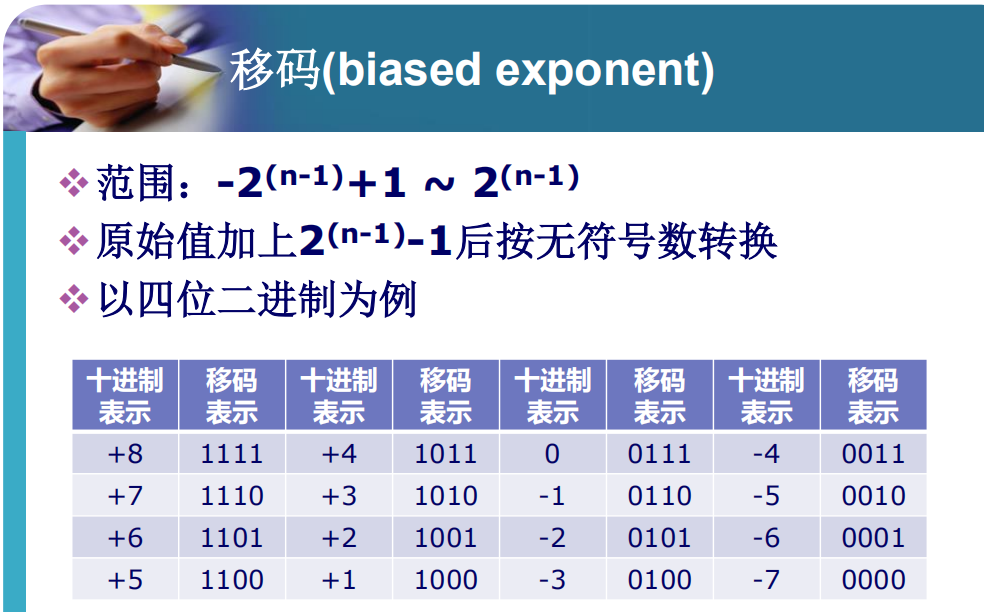 移码(biased exponent)
范围：-2^(n-1)+1 ~ 2^(n-1)
原始值加上2^(n-1)-1后按无符号数转换
以四位二进制为例
十进制表示 移码表示 十进制表示 移码表示 十进制表示 移码表示 十进制表示 移码表示
+8 1111 +4 1011 0 0111 -4 0011
+7 1110 +3 1010 -1 0110 -5 0010
+6 1101 +2 1001 -2 0101 -6 0001
+5 1100 +1 1000 -3 0100 -7 0000